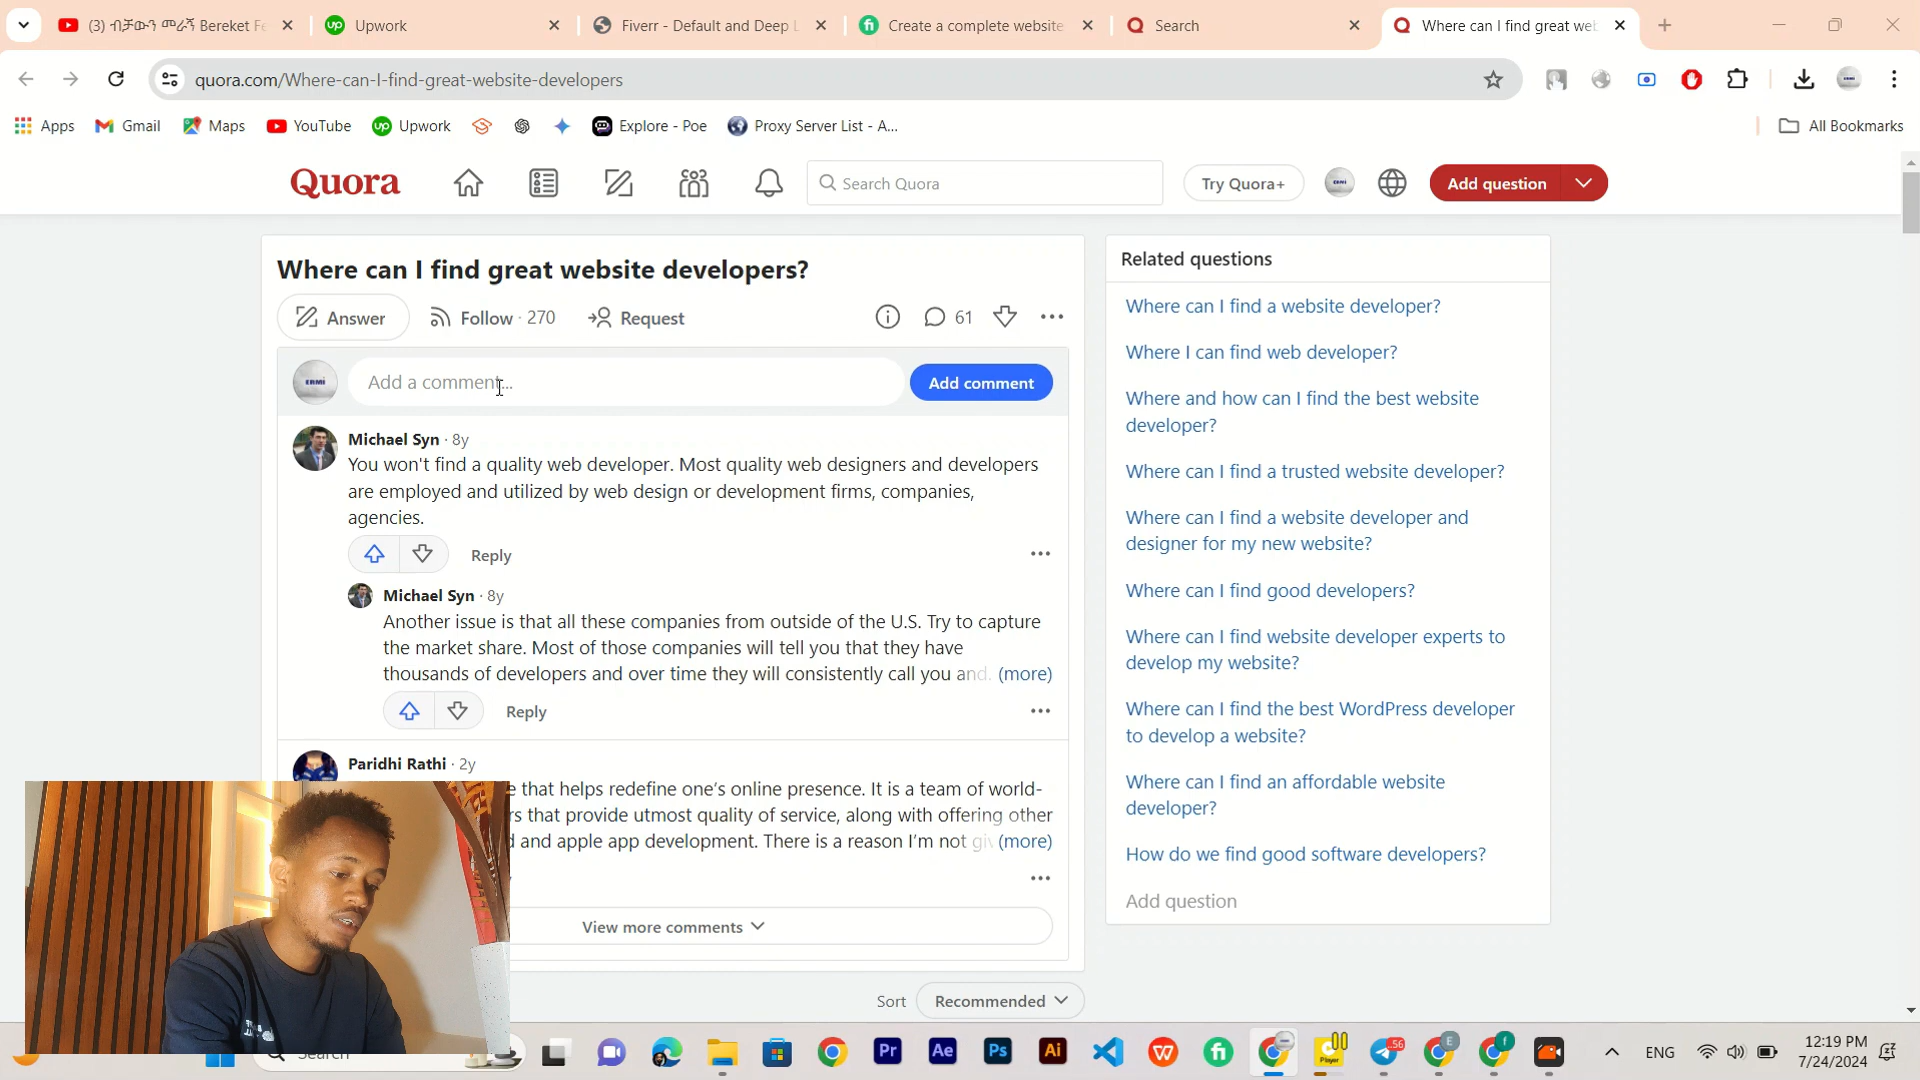 (3) ብቻውን መሯኝ Bereket Fe
Upwork
Fiverr - Default and Deep L
Create a complete website
Search
Where can I find great web
quora.com/Where-can-I-find-great-website-developers
Apps
Gmail
Maps
YouTube
Upwork
Explore - Poe
Proxy Server List - A...
All Bookmarks
Quora
Search Quora
Try Quora+
Add question
Where can I find great website developers?
Answer
Follow · 270
Request
61
Add a comment...
Add comment
Michael Syn · 8y
You won't find a quality web developer. Most quality web designers and developers
are employed and utilized by web design or development firms, companies,
agencies.
Reply
Michael Syn · 8y
Another issue is that all these companies from outside of the U.S. Try to capture
the market share. Most of those companies will tell you that they have
thousands of developers and over time they will consistently call you and. (more)
Reply
Paridhi Rathi · 2y
e that helps redefine one's online presence. It is a team of world-
rs that provide utmost quality of service, along with offering other
d and apple app development. There is a reason I'm not giv (more)
View more comments
Sort
Recommended
Related questions
Where can I find a website developer?
Where I can find web developer?
Where and how can I find the best website
developer?
Where can I find a trusted website developer?
Where can I find a website developer and
designer for my new website?
Where can I find good developers?
Where can I find website developer experts to
develop my website?
Where can I find the best WordPress developer
to develop a website?
Where can I find an affordable website
developer?
How do we find good software developers?
Add question
Search
Pr
Ae
Ps
Ai
fi
Player
56
ENG
12:19 PM
7/24/2024